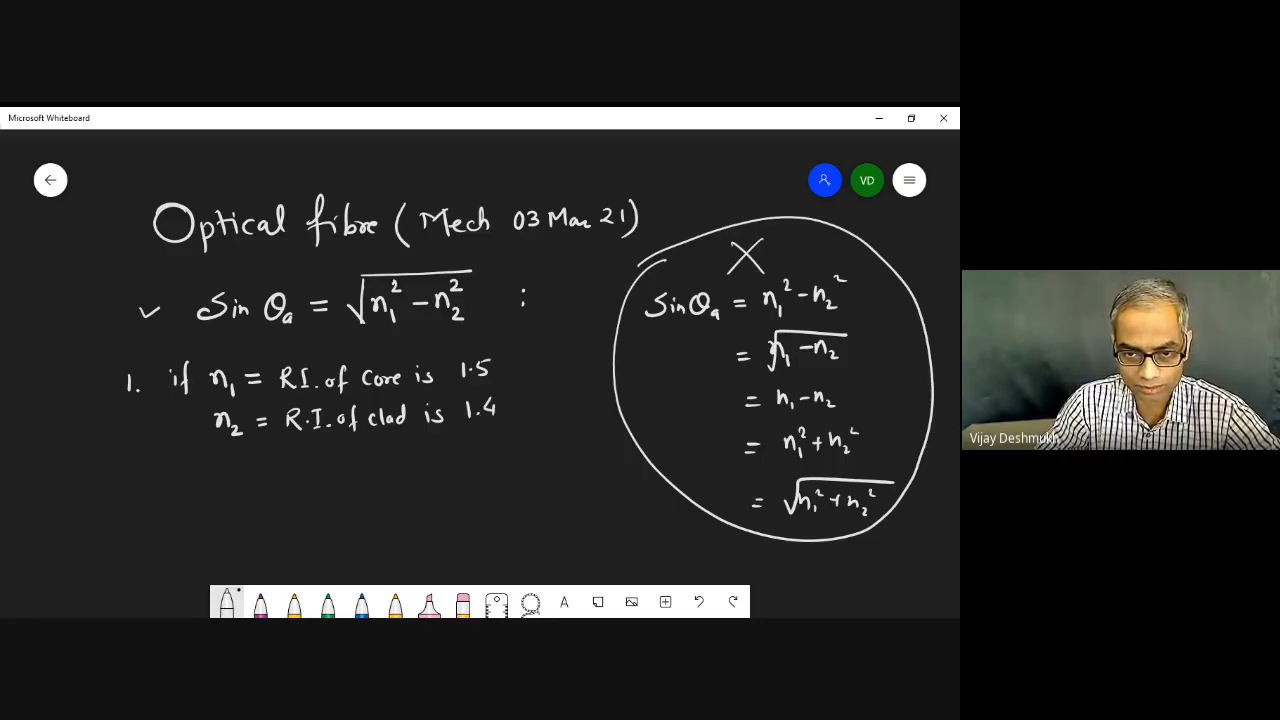 Microsoft Whiteboard
VD
Optical fibre (Mech 03 Mar 21)
✓ Sin θa = √(n₁² - n₂²) :
1. if n₁ = R.I. of Core is 1.5
n₂ = R.I. of clad is 1.4
X
Sin θa = n₁² - n₂²
= √(n₁ - n₂)
= n₁ - n₂
= n₁² + n₂²
= √(n₁² + n₂²)
A
Vijay Deshmukh